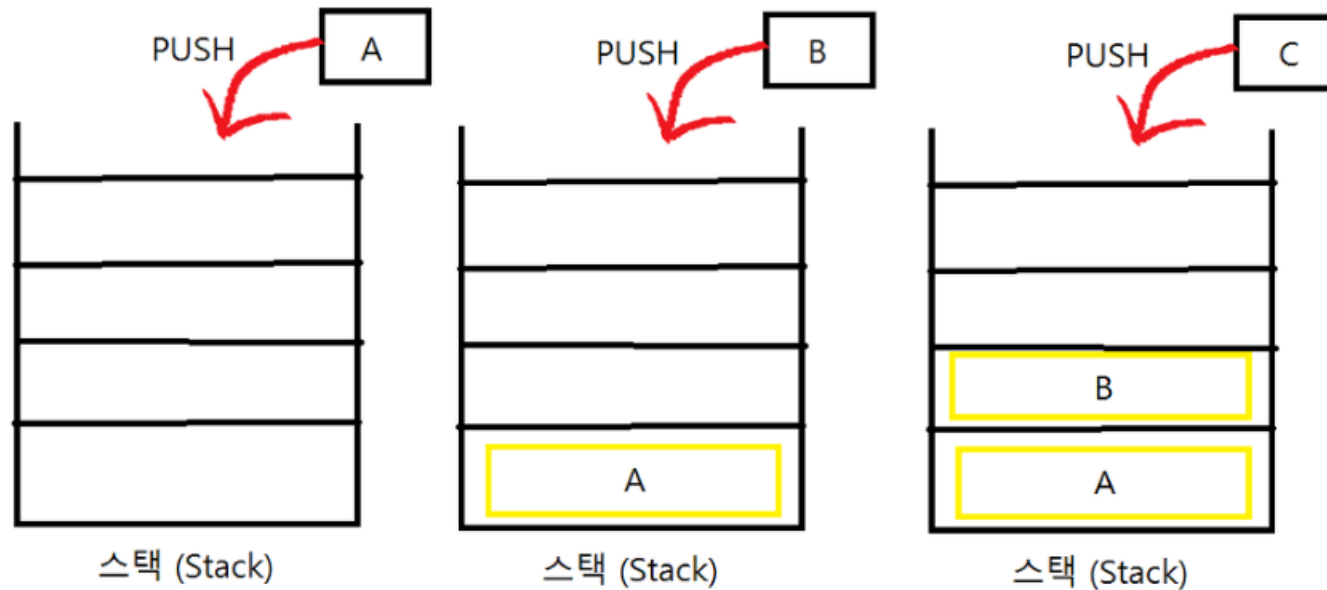 PUSH
A
PUSH
B
PUSH
C
B
A
A
스택 (Stack)
스택 (Stack)
스택 (Stack)